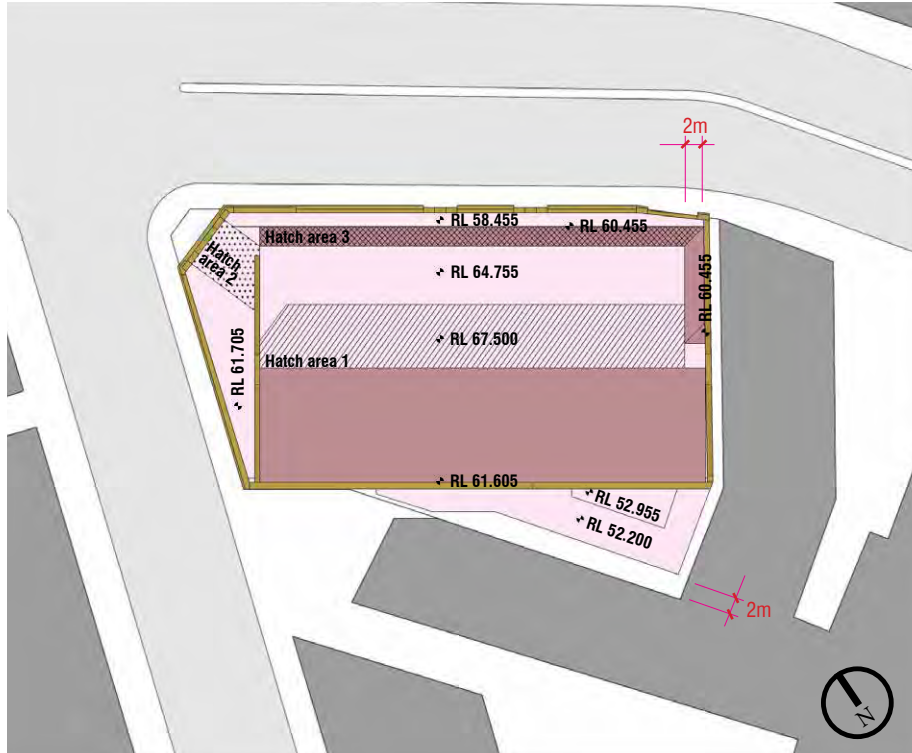 2m
RL 58.455
RL 60.455
Hatch area 3
Hatch
area 2
RL 64.755
RL 60.455
RL 67.500
Hatch area 1
RL 61.705
RL 61.605
RL 52.955
RL 52.200
2m
N